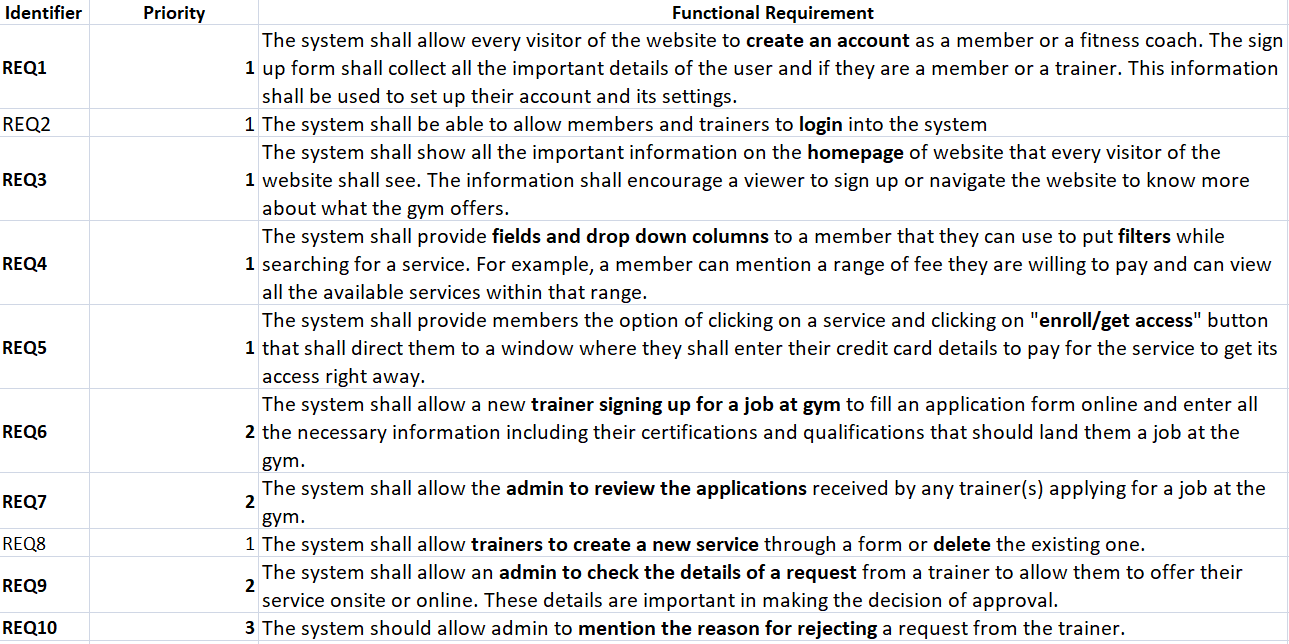 Identifier Priority Functional Requirement
The system shall allow every visitor of the website to create an account as a member or a fitness coach. The sign
REQ1 1 up form shall collect all the important details of the user and if they are a member or a trainer. This information
shall be used to set up their account and its settings.
REQ2 1 The system shall be able to allow members and trainers to login into the system
The system shall show all the important information on the homepage of website that every visitor of the
REQ3 1 website shall see. The information shall encourage a viewer to sign up or navigate the website to know more
about what the gym offers.
The system shall provide fields and drop down columns to a member that they can use to put filters while
REQ4 1 searching for a service. For example, a member can mention a range of fee they are willing to pay and can view
all the available services within that range.
The system shall provide members the option of clicking on a service and clicking on "enroll/get access" button
REQ5 1 that shall direct them to a window where they shall enter their credit card details to pay for the service to get its
access right away.
The system shall allow a new trainer signing up for a job at gym to fill an application form online and enter all
REQ6 2 the necessary information including their certifications and qualifications that should land them a job at the
gym.
The system shall allow the admin to review the applications received by any trainer(s) applying for a job at the
REQ7 2
gym.
REQ8 1 The system shall allow trainers to create a new service through a form or delete the existing one.
The system shall allow an admin to check the details of a request from a trainer to allow them to offer their
REQ9 2
service onsite or online. These details are important in making the decision of approval.
REQ10 3 The system should allow admin to mention the reason for rejecting a request from the trainer.